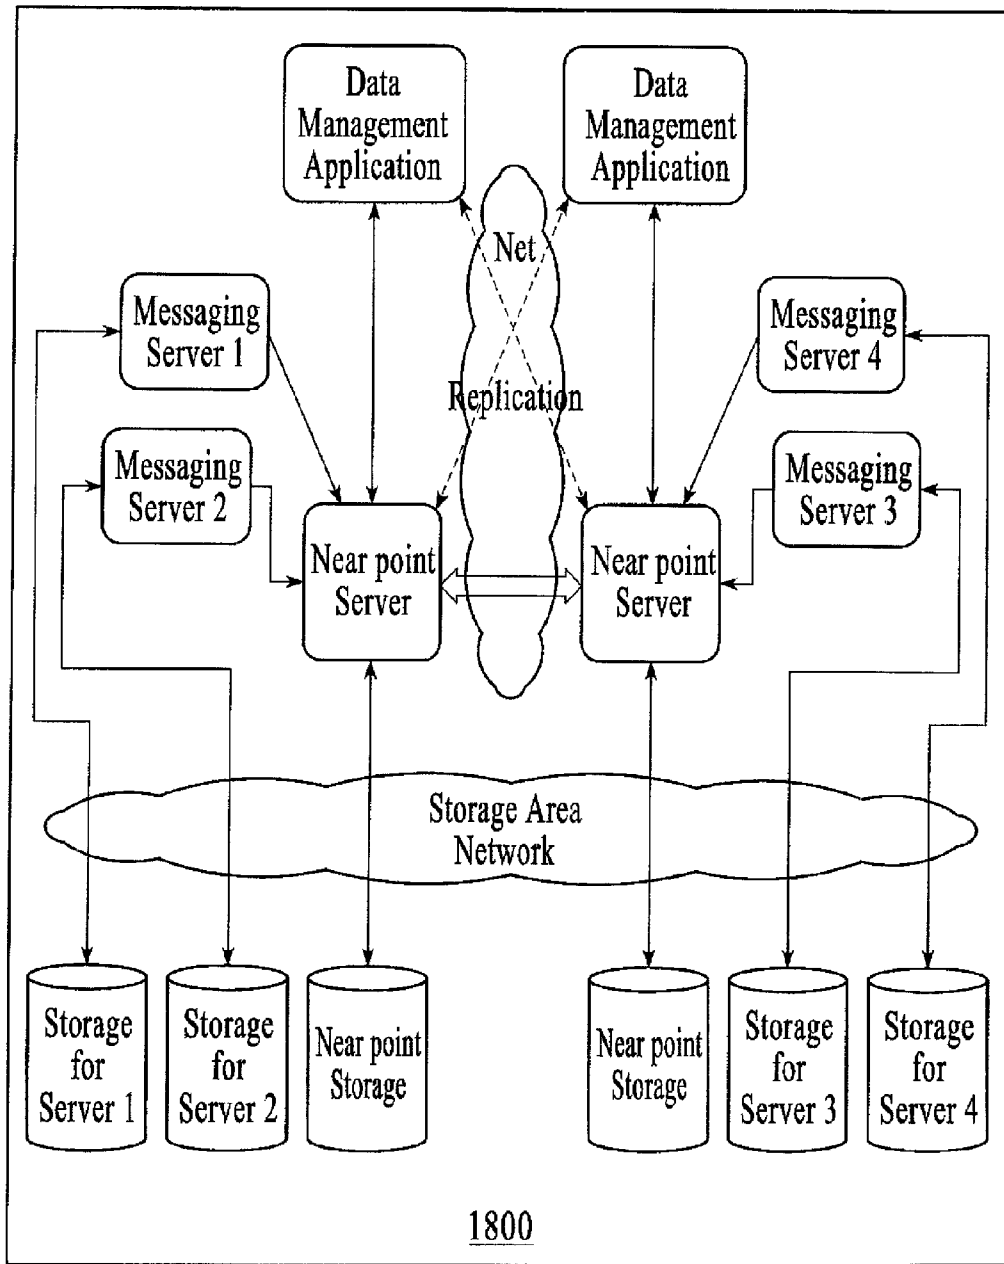 Data
Management
Application
Data
Management
Application
Net
Replication
Messaging
Server 1
Messaging
Server 4
Messaging
Server 2
Messaging
Server 3
Near point
Server
Near point
Server
Storage Area
Network
Storage
for
Server 1
Storage
for
Server 2
Near point
Storage
Near point
Storage
Storage
for
Server 3
Storage
for
Server 4
1800